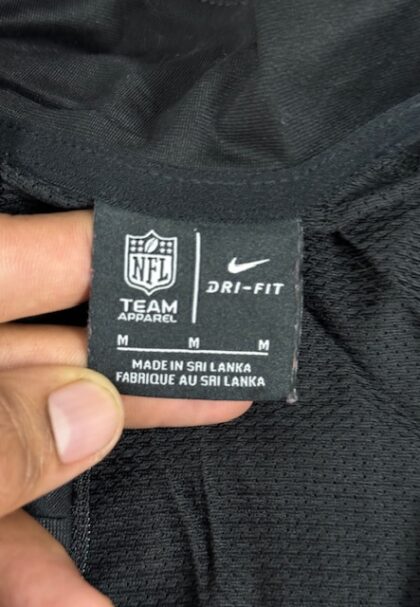 NFL
TEAM
APPAREL
DRI-FIT
M M M
MADE IN SRI LANKA
FABRIQUE AU SRI LANKA